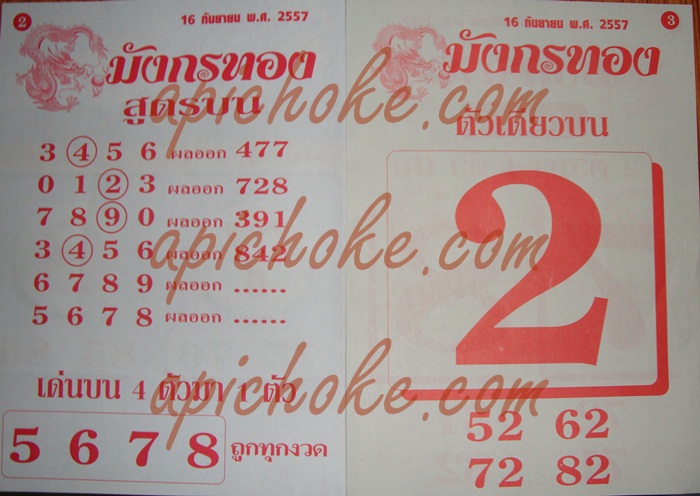 2
16 กันยายน พ.ศ. 2557
มังกรทอง
สูตรบน
3 4 5 6 ผลออก 477
0 1 2 3 ผลออก 728
7 8 9 0 ผลออก 391
3 4 5 6 ผลออก 842
6 7 8 9 ผลออก ......
5 6 7 8 ผลออก ......
เด่นบน 4 ตัวมา 1 ตัว
5 6 7 8 ถูกทุกงวด
16 กันยายน พ.ศ. 2557
3
มังกรทอง
ตัวเดียวบน
2
52 62
72 82
apichoke.com
apichoke.com
apichoke.com